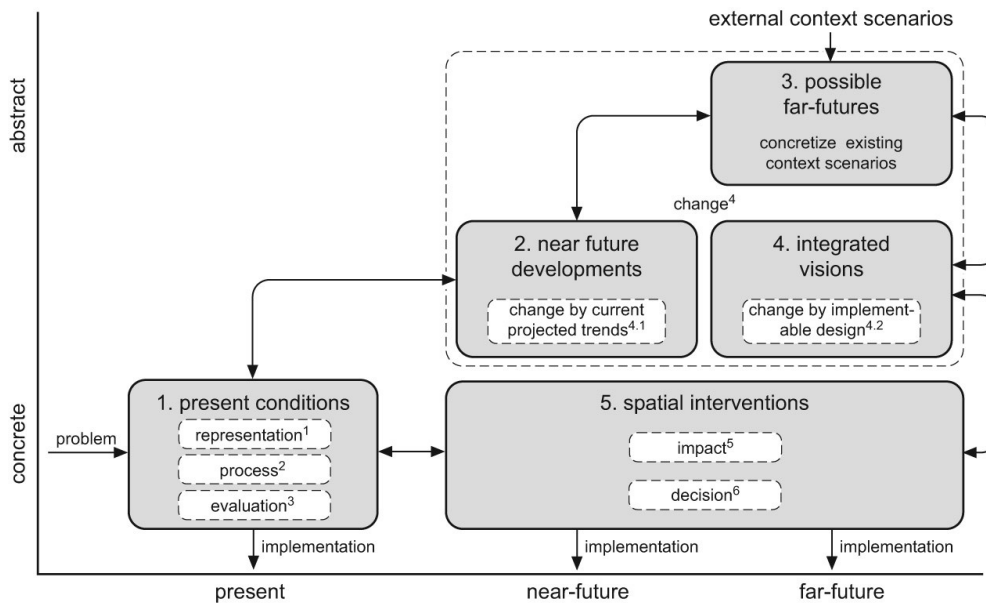 external context scenarios
abstract
3. possible
far-futures
concretize existing
context scenarios
change⁴
2. near future
developments
change by current
projected trends⁴·¹
4. integrated
visions
change by implement-
able design⁴·²
concrete
problem
1. present conditions
representation¹
process²
evaluation³
5. spatial interventions
impact⁵
decision⁶
implementation
implementation
implementation
present
near-future
far-future